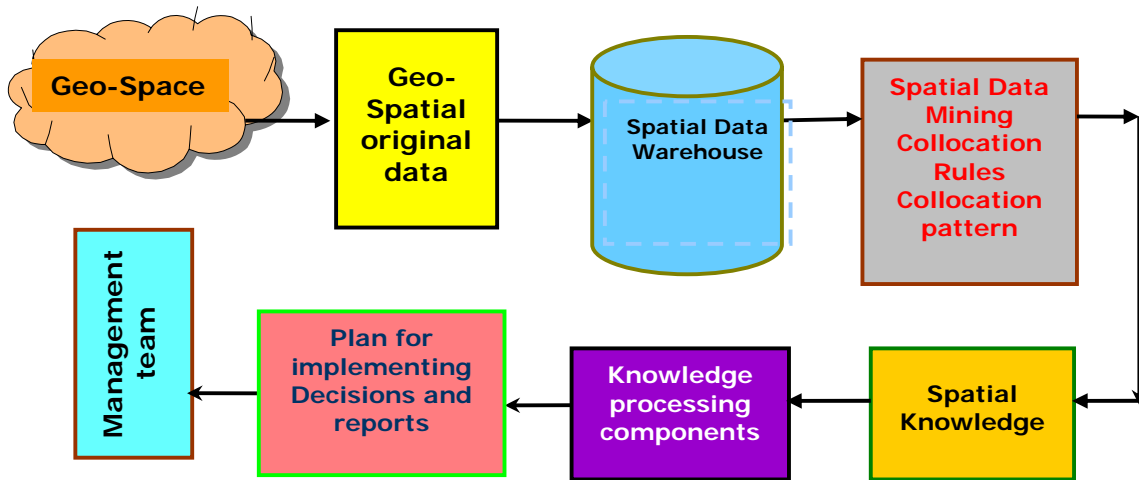 Geo-Space
Geo-
Spatial
original
data
Spatial Data
Warehouse
Spatial Data
Mining
Collocation
Rules
Collocation
pattern
Spatial
Knowledge
Knowledge
processing
components
Plan for
implementing
Decisions and
reports
Management
team